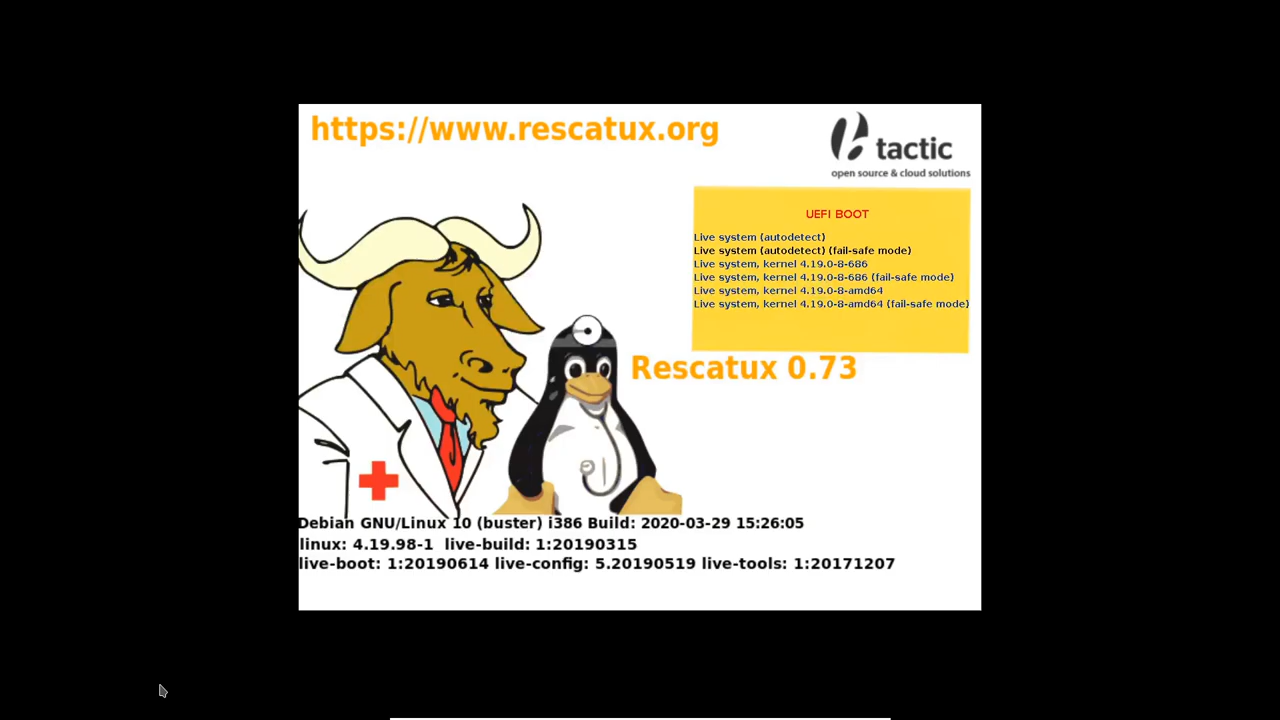 https://www.rescatux.org
tactic
open source & cloud solutions
UEFI BOOT
Live system (autodetect)
Live system (autodetect) (fail-safe mode)
Live system, kernel 4.19.0-8-686
Live system, kernel 4.19.0-8-686 (fail-safe mode)
Live system, kernel 4.19.0-8-amd64
Live system, kernel 4.19.0-8-amd64 (fail-safe mode)
Rescatux 0.73
Debian GNU/Linux 10 (buster) i386 Build: 2020-03-29 15:26:05
linux: 4.19.98-1 live-build: 1:20190315
live-boot: 1:20190614 live-config: 5.20190519 live-tools: 1:20171207